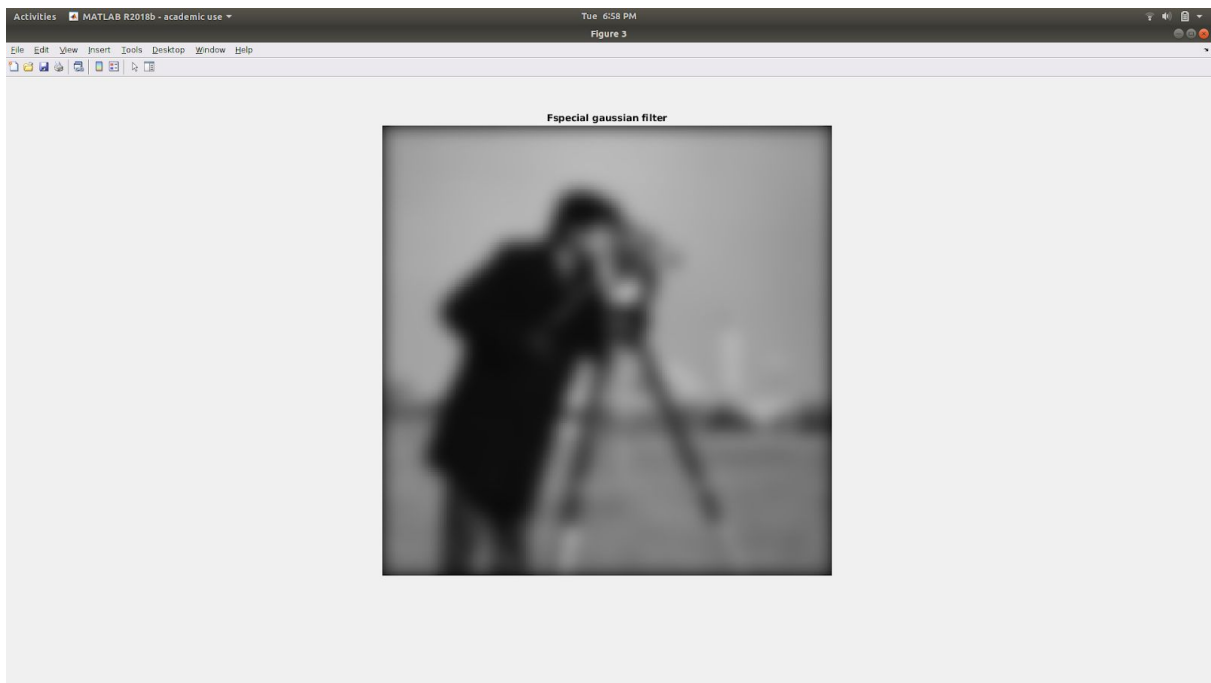 Activities MATLAB R2018b - academic use Tue 6:58 PM
Figure 3
File Edit View Insert Tools Desktop Window Help
Fspecial gaussian filter